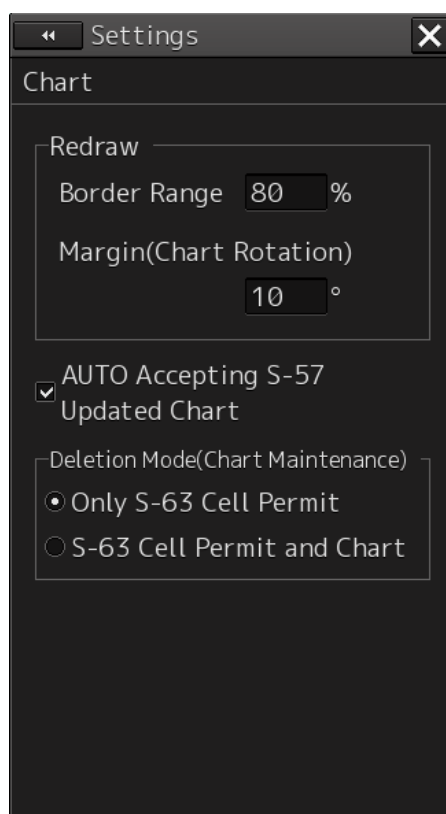 Settings
Chart
Redraw
Border Range 80 %
Margin(Chart Rotation)
10 °
AUTO Accepting S-57
Updated Chart
Deletion Mode(Chart Maintenance)
Only S-63 Cell Permit
S-63 Cell Permit and Chart